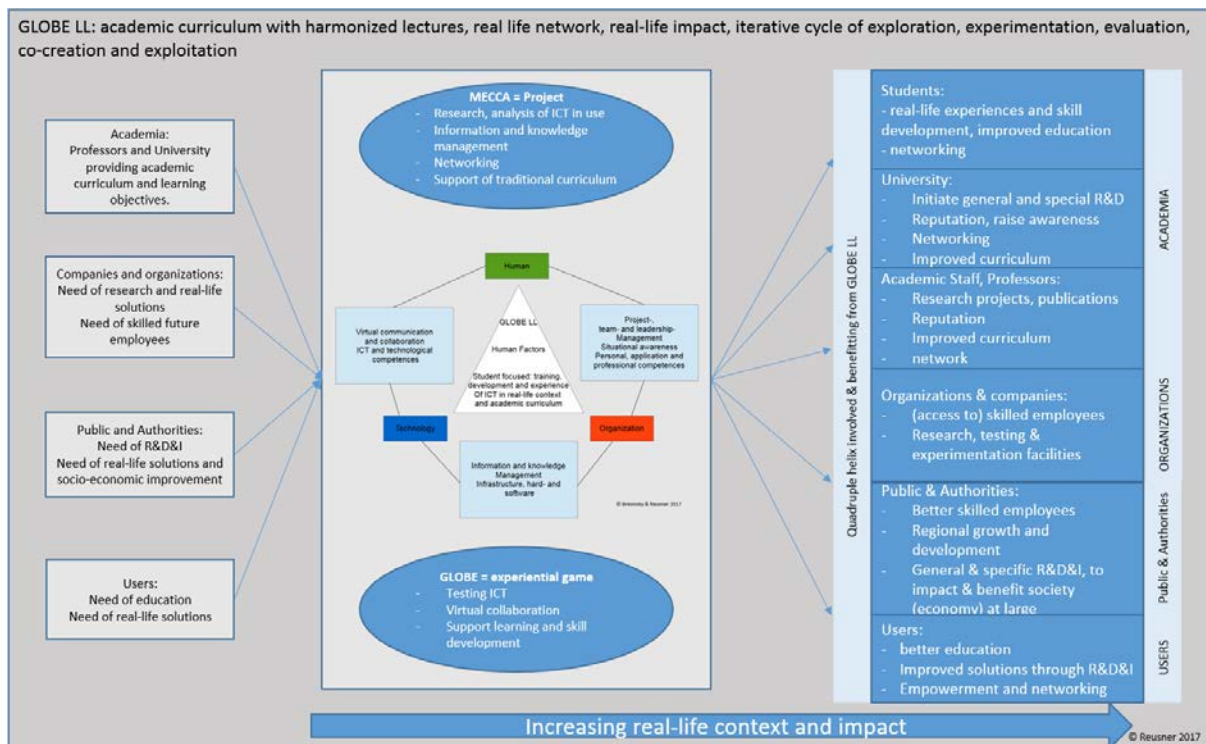 GLOBE LL: academic curriculum with harmonized lectures, real life network, real-life impact, iterative cycle of exploration, experimentation, evaluation,
co-creation and exploitation
Academia:
Professors and University
providing academic
curriculum and learning
objectives.
Companies and organizations:
Need of research and real-life
solutions
Need of skilled future
employees
Public and Authorities:
Need of R&D&I
Need of real-life solutions and
socio-economic improvement
Users:
Need of education
Need of real-life solutions
MECCA = Project
- Research, analysis of ICT in use
- Information and knowledge
management
- Networking
- Support of traditional curriculum
Human
Virtual communication
and collaboration
ICT and technological
competences
GLOBE LL
Human Factors
Student focused: training,
development and experience
Of ICT in real-life context
and academic curriculum
Project-,
team- and leadership-
Management
Situational awareness
Personal, application and
professional competences
Technology
Organization
Information and knowledge
Management
Infrastructure, hard- and
software
GLOBE = experiential game
- Testing ICT
- Virtual collaboration
- Support learning and skill
development
Quadruple helix involved & benefitting from GLOBE LL
Students:
- real-life experiences and skill
development, improved education
- networking
University:
- Initiate general and special R&D
- Reputation, raise awareness
- Networking
- Improved curriculum
Academic Staff, Professors:
- Research projects, publications
- Reputation
- Improved curriculum
- network
ACADEMIA
Organizations & companies:
- (access to) skilled employees
- Research, testing &
experimentation facilities
ORGANIZATIONS
Public & Authorities:
- Better skilled employees
- Regional growth and
development
- General & specific R&D&I, to
impact & benefit society
(economy) at large
Public & Authorities
Users:
- better education
- Improved solutions through R&D&I
- Empowerment and networking
USERS
Increasing real-life context and impact
© Reusner 2017